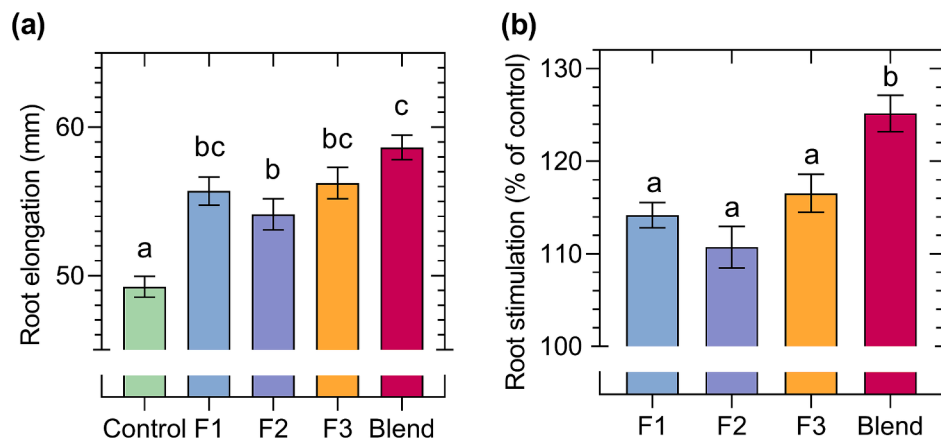 (a)
Root elongation (mm)
60
50
a
bc
b
bc
c
Control F1 F2 F3 Blend
(b)
Root stimulation (% of control)
130
120
110
100
a
a
a
b
F1 F2 F3 Blend